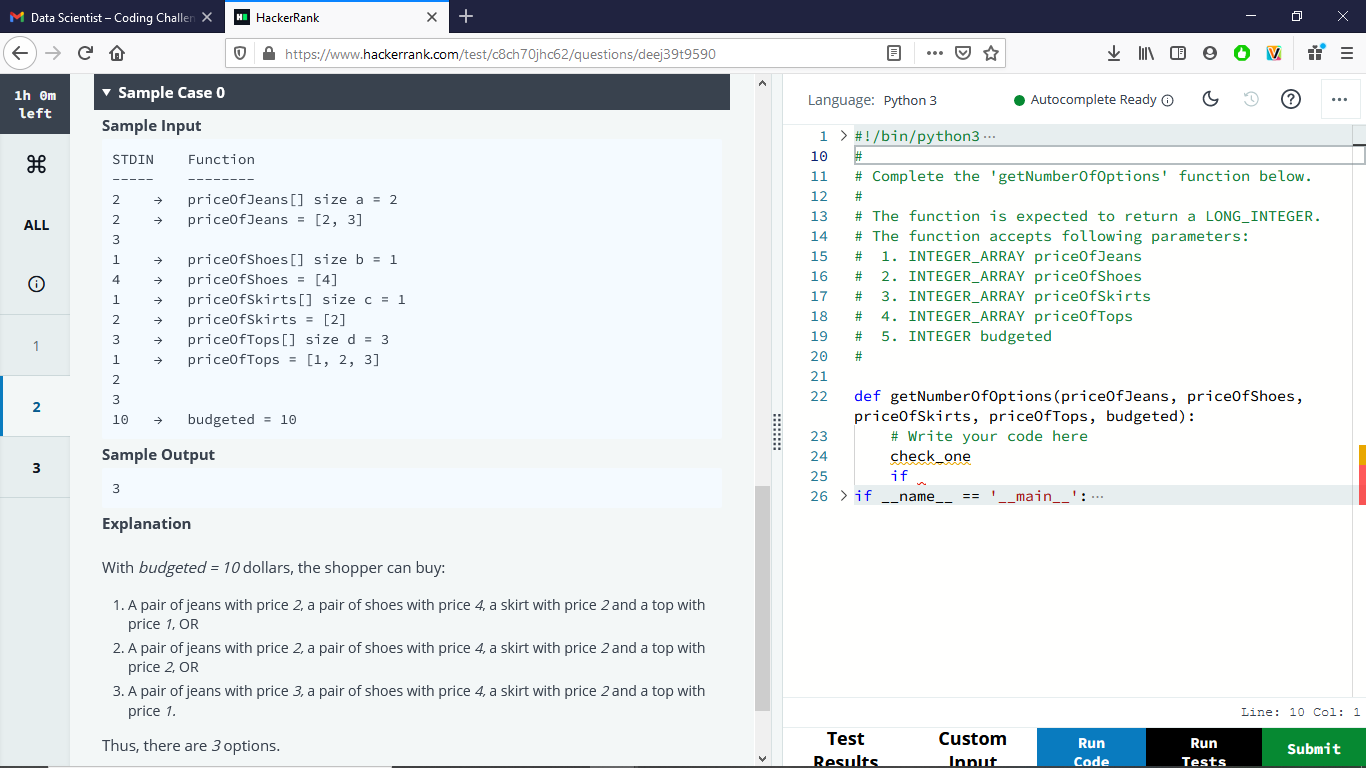 Data Scientist – Coding Challen
HackerRank
https://www.hackerrank.com/test/c8ch70jhc62/questions/deej39t9590
1h 0m
left
ALL
1
2
3
Sample Case 0
Sample Input
STDIN Function
----- --------
2 → priceOfJeans[] size a = 2
2 → priceOfJeans = [2, 3]
3
1 → priceOfShoes[] size b = 1
4 → priceOfShoes = [4]
1 → priceOfSkirts[] size c = 1
2 → priceOfSkirts = [2]
3 → priceOfTops[] size d = 3
1 → priceOfTops = [1, 2, 3]
2
3
10 → budgeted = 10
Sample Output
3
Explanation
With budgeted = 10 dollars, the shopper can buy:
1. A pair of jeans with price 2, a pair of shoes with price 4, a skirt with price 2 and a top with
price 1, OR
2. A pair of jeans with price 2, a pair of shoes with price 4, a skirt with price 2 and a top with
price 2, OR
3. A pair of jeans with price 3, a pair of shoes with price 4, a skirt with price 2 and a top with
price 1.
Thus, there are 3 options.
Language: Python 3
Autocomplete Ready
1 #!/bin/python3 ···
10 #
11 # Complete the 'getNumberOfOptions' function below.
12 #
13 # The function is expected to return a LONG_INTEGER.
14 # The function accepts following parameters:
15 #  1. INTEGER_ARRAY priceOfJeans
16 #  2. INTEGER_ARRAY priceOfShoes
17 #  3. INTEGER_ARRAY priceOfSkirts
18 #  4. INTEGER_ARRAY priceOfTops
19 #  5. INTEGER budgeted
20 #
21
22 def getNumberOfOptions(priceOfJeans, priceOfShoes,
priceOfSkirts, priceOfTops, budgeted):
23     # Write your code here
24     check_one
25     if
26 if __name__ == '__main__': ···
Line: 10 Col: 1
Test
Results
Custom
Input
Run
Code
Run
Tests
Submit